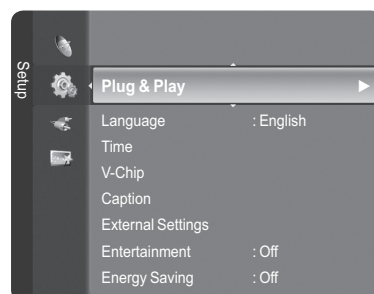 Setup
Plug & Play
Language : English
Time
V-Chip
Caption
External Settings
Entertainment : Off
Energy Saving : Off